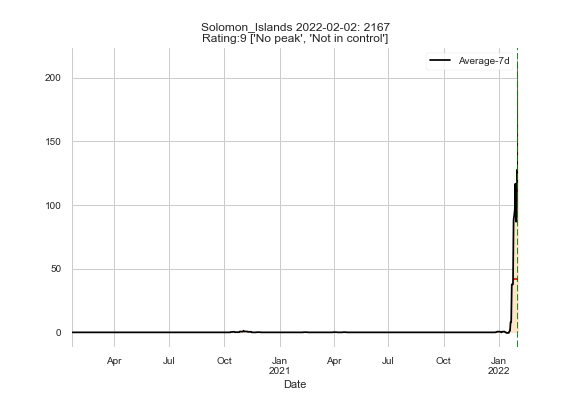 Solomon_Islands 2022-02-02: 2167
Rating:9 ['No peak', 'Not in control']
Average-7d
200
150
100
50
0
Apr
Jul
Oct
Jan
2021
Apr
Jul
Oct
Jan
2022
Date